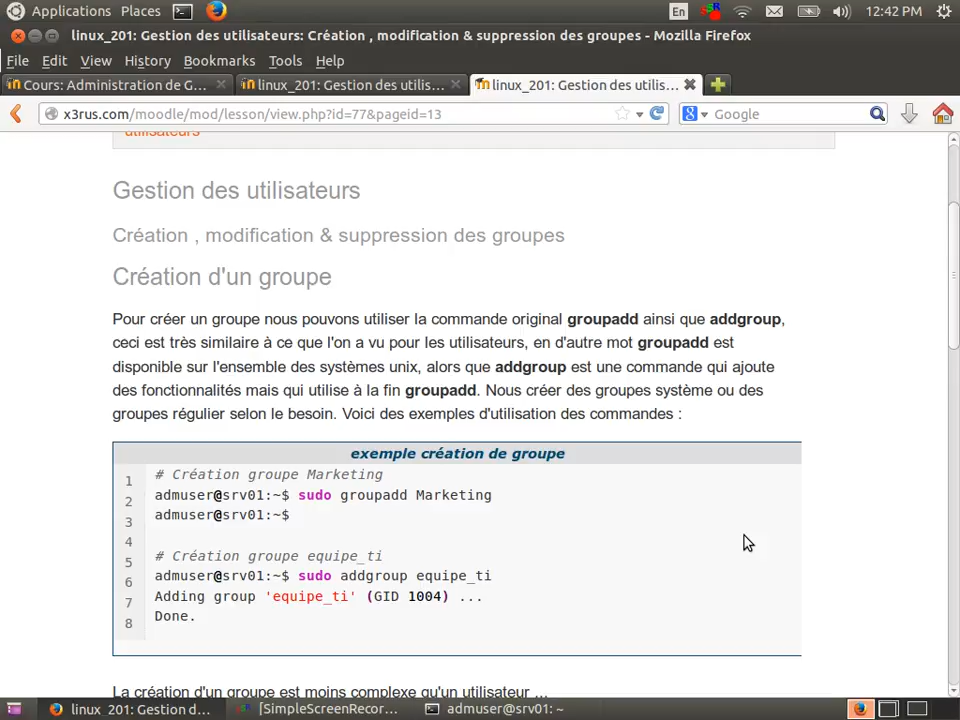 Applications Places En 12:42 PM
linux_201: Gestion des utilisateurs: Création , modification & suppression des groupes - Mozilla Firefox
File Edit View History Bookmarks Tools Help
Cours: Administration de G... linux_201: Gestion des utilis... linux_201: Gestion des utilis...
x3rus.com/moodle/mod/lesson/view.php?id=77&pageid=13 Google
utilisateurs
Gestion des utilisateurs
Création , modification & suppression des groupes
Création d'un groupe
Pour créer un groupe nous pouvons utiliser la commande original groupadd ainsi que addgroup,
ceci est très similaire à ce que l'on a vu pour les utilisateurs, en d'autre mot groupadd est
disponible sur l'ensemble des systèmes unix, alors que addgroup est une commande qui ajoute
des fonctionnalités mais qui utilise à la fin groupadd. Nous créer des groupes système ou des
groupes régulier selon le besoin. Voici des exemples d'utilisation des commandes :
exemple création de groupe
1 # Création groupe Marketing
2 admuser@srv01:~$ sudo groupadd Marketing
3 admuser@srv01:~$
4
5 # Création groupe equipe_ti
6 admuser@srv01:~$ sudo addgroup equipe_ti
7 Adding group 'equipe_ti' (GID 1004) ...
8 Done.
La création d'un groupe est moins complexe qu'un utilisateur ...
linux_201: Gestion d... [SimpleScreenRecor... admuser@srv01: ~